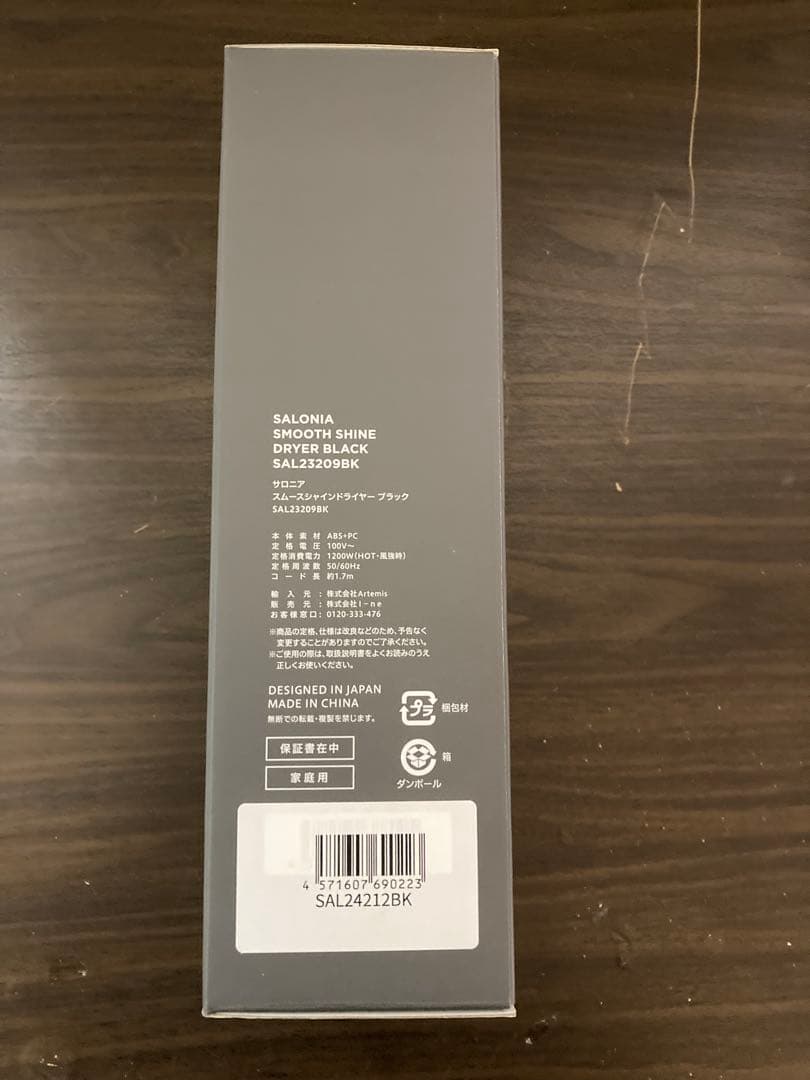 SALONIA
SMOOTH SHINE
DRYER BLACK
SAL23209BK
サロニア
スムースシャインドライヤー ブラック
SAL23209BK
本体素材 ABS+PC
定格電圧 100V〜
定格消費電力 1200W(HOT・風強時)
定格周波数 50/60Hz
コード長 約1.7m
輸入元:株式会社Artemis
販売元:株式会社I-ne
お客様窓口:0120-333-476
※商品の定格、仕様は改良などのため、予告なく
変更することがありますのでご了承ください。
※ご使用の際は、取扱説明書をよくお読みのうえ
正しくお使いください。
DESIGNED IN JAPAN
MADE IN CHINA
無断での転載・複製を禁じます。
プラ 梱包材
保証書在中
箱
家庭用
ダンボール
4 571607 690223
SAL24212BK